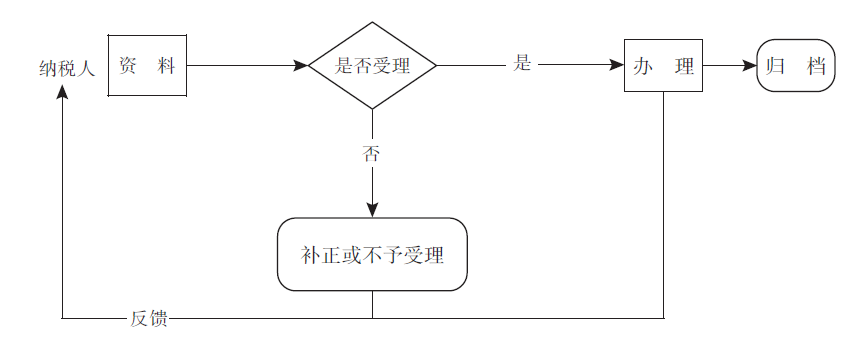 纳税人
资 料
是否受理
是
办 理
归 档
否
补正或不予受理
反馈